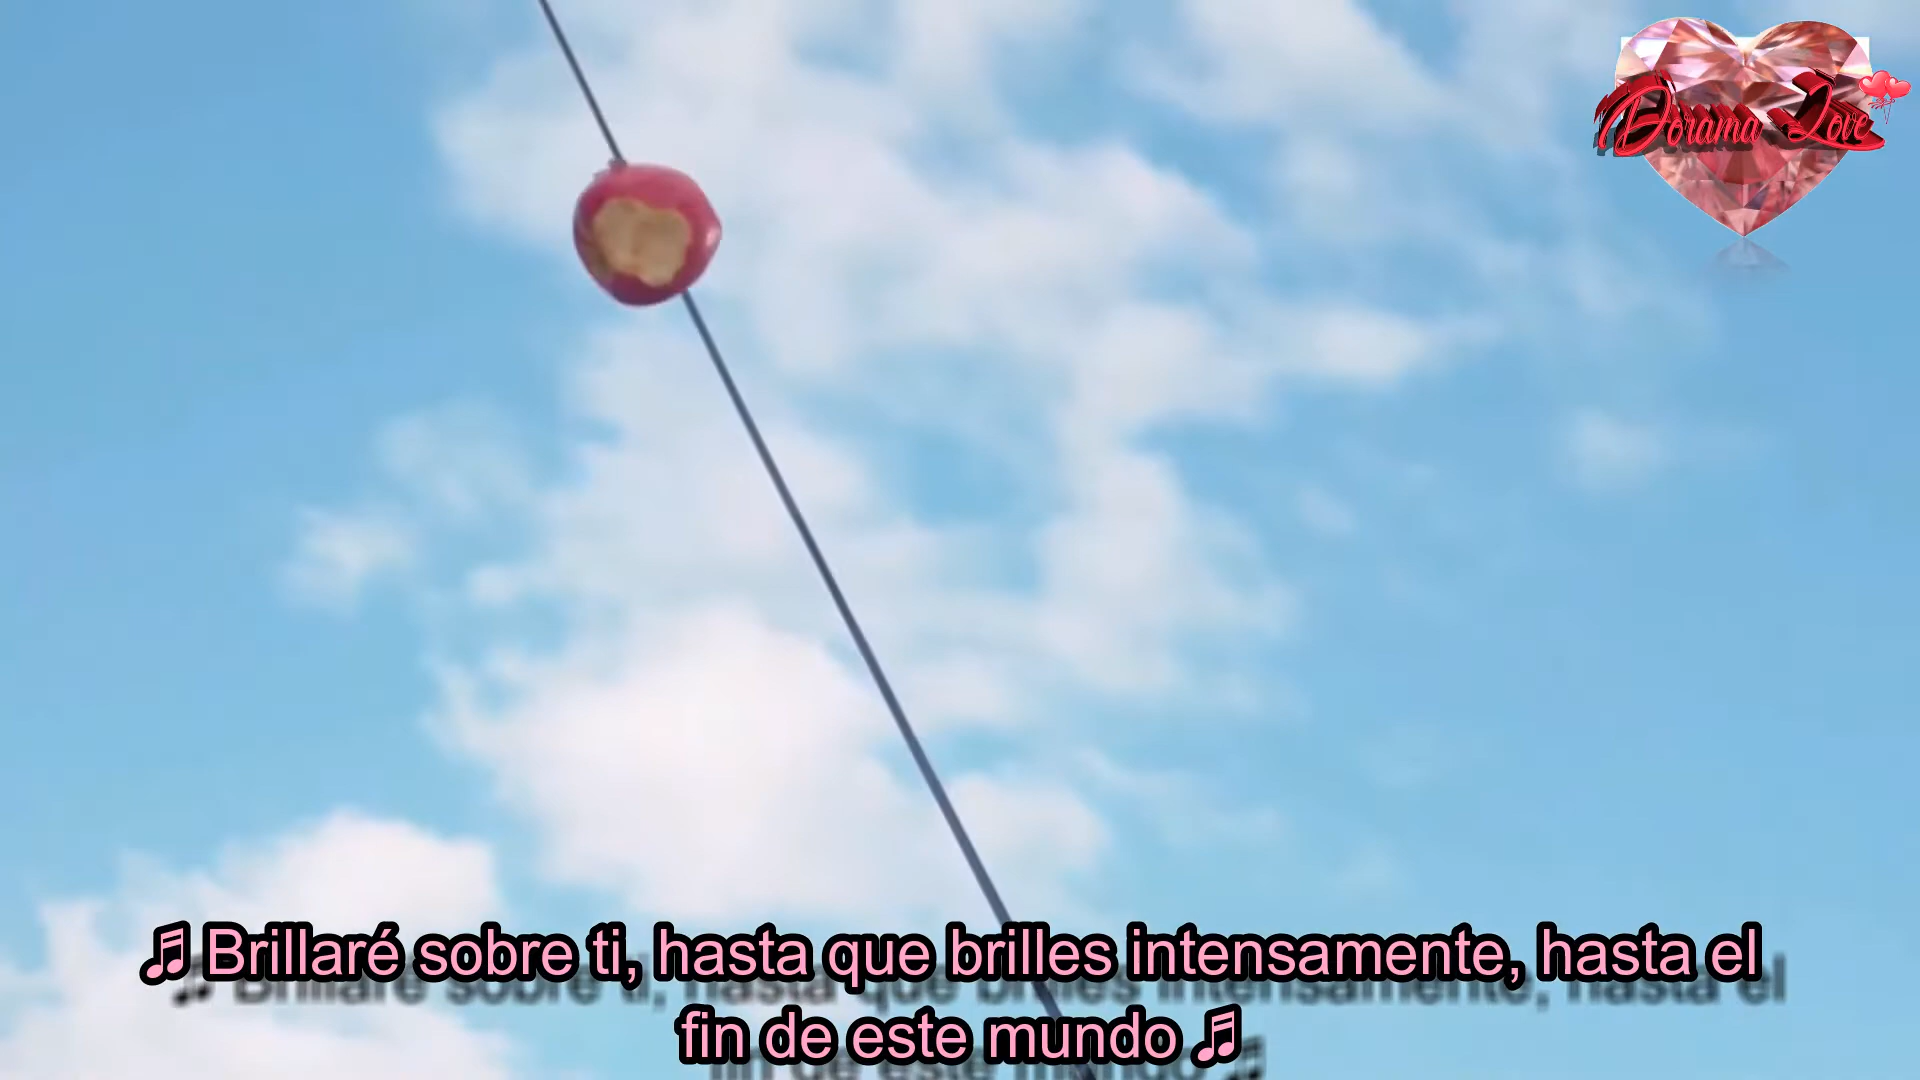 Dorama Love
♫ Brillaré sobre ti, hasta que brilles intensamente, hasta el
fin de este mundo ♫